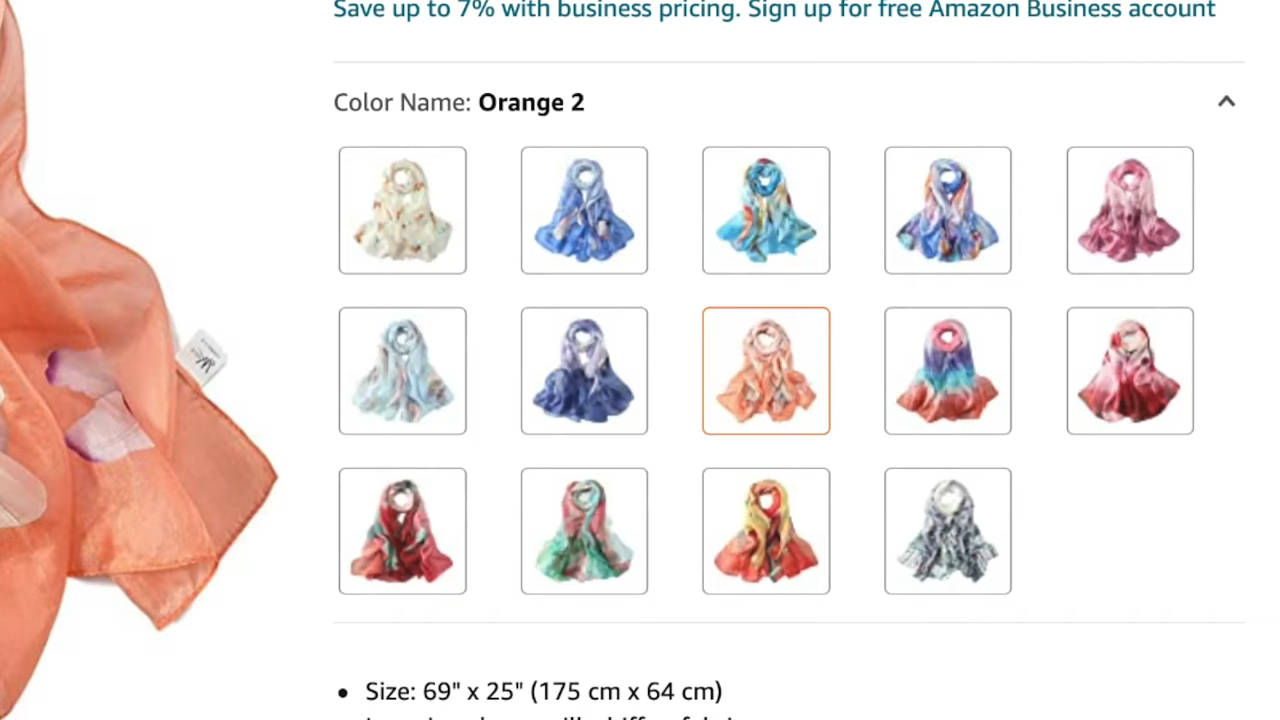 Save up to 7% with business pricing. Sign up for free Amazon Business account
Color Name: Orange 2
Size: 69" x 25" (175 cm x 64 cm)